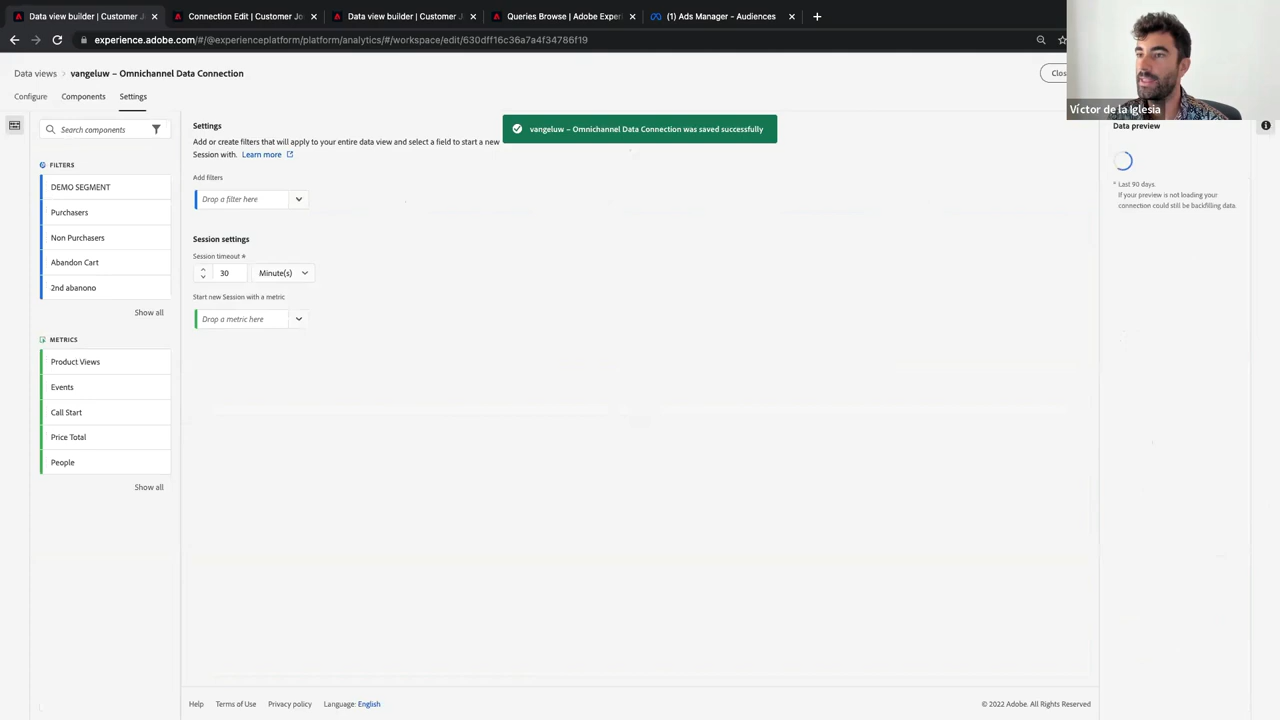 Data view builder | Customer J
Connection Edit | Customer Jo
Data view builder | Customer J
Queries Browse | Adobe Exper
(1) Ads Manager - Audiences
experience.adobe.com/#/@experienceplatform/platform/analytics/#/workspace/edit/630dff16c36a7a4f34786f19
Data views > vangeluw – Omnichannel Data Connection
Clos
Víctor de la Iglesia
Configure
Components
Settings
Search components
FILTERS
DEMO SEGMENT
Purchasers
Non Purchasers
Abandon Cart
2nd abanono
Show all
METRICS
Product Views
Events
Call Start
Price Total
People
Show all
Settings
Add or create filters that will apply to your entire data view and select a field to start a new
Session with. Learn more
Add filters
Drop a filter here
Session settings
Session timeout *
30 Minute(s)
Start new Session with a metric
Drop a metric here
vangeluw – Omnichannel Data Connection was saved successfully
Data preview
* Last 90 days.
If your preview is not loading your
connection could still be backfilling data.
Help
Terms of Use
Privacy policy
Language: English
© 2022 Adobe. All Rights Reserved